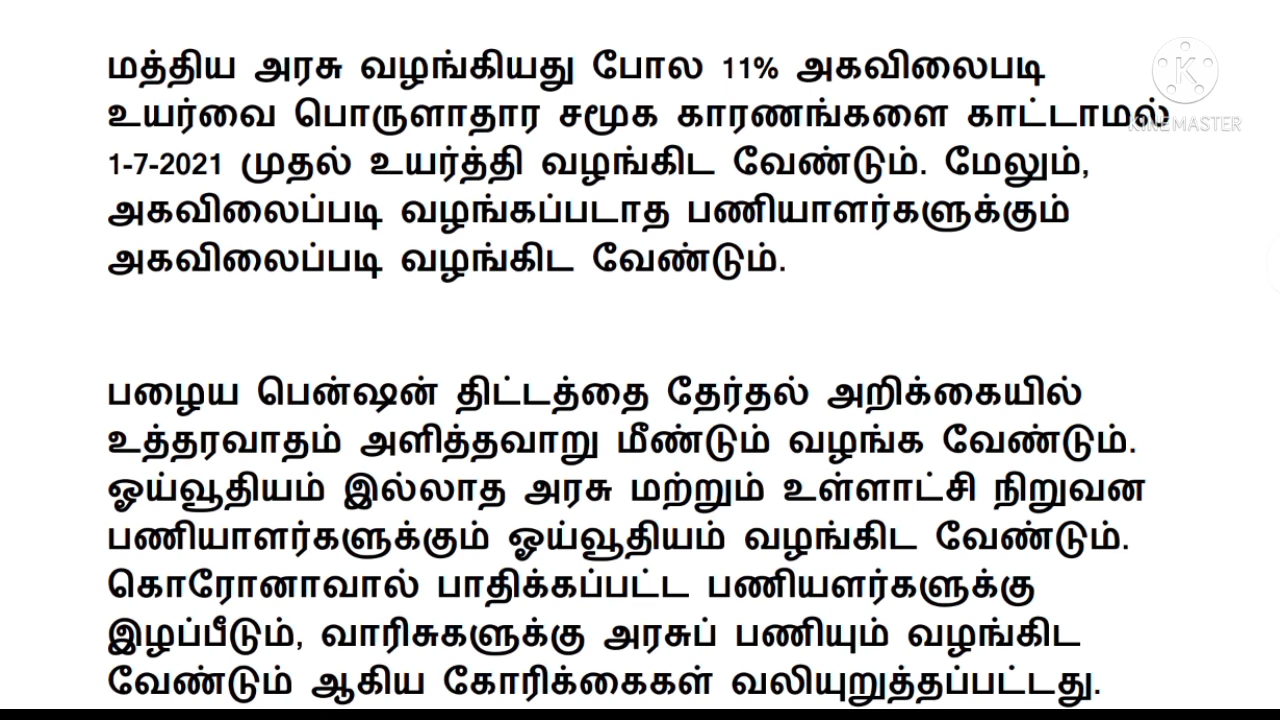 மத்திய அரசு வழங்கியது போல 11% அகவிலைபடி
உயர்வை பொருளாதார சமூக காரணங்களை காட்டாமல்
1-7-2021 முதல் உயர்த்தி வழங்கிட வேண்டும். மேலும்,
அகவிலைப்படி வழங்கப்படாத பணியாளர்களுக்கும்
அகவிலைப்படி வழங்கிட வேண்டும்.
பழைய பென்ஷன் திட்டத்தை தேர்தல் அறிக்கையில்
உத்தரவாதம் அளித்தவாறு மீண்டும் வழங்க வேண்டும்.
ஓய்வூதியம் இல்லாத அரசு மற்றும் உள்ளாட்சி நிறுவன
பணியாளர்களுக்கும் ஓய்வூதியம் வழங்கிட வேண்டும்.
கொரோனாவால் பாதிக்கப்பட்ட பணியளர்களுக்கு
இழப்பீடும், வாரிசுகளுக்கு அரசுப் பணியும் வழங்கிட
வேண்டும் ஆகிய கோரிக்கைகள் வலியுறுத்தப்பட்டது.
K
KINEMASTER